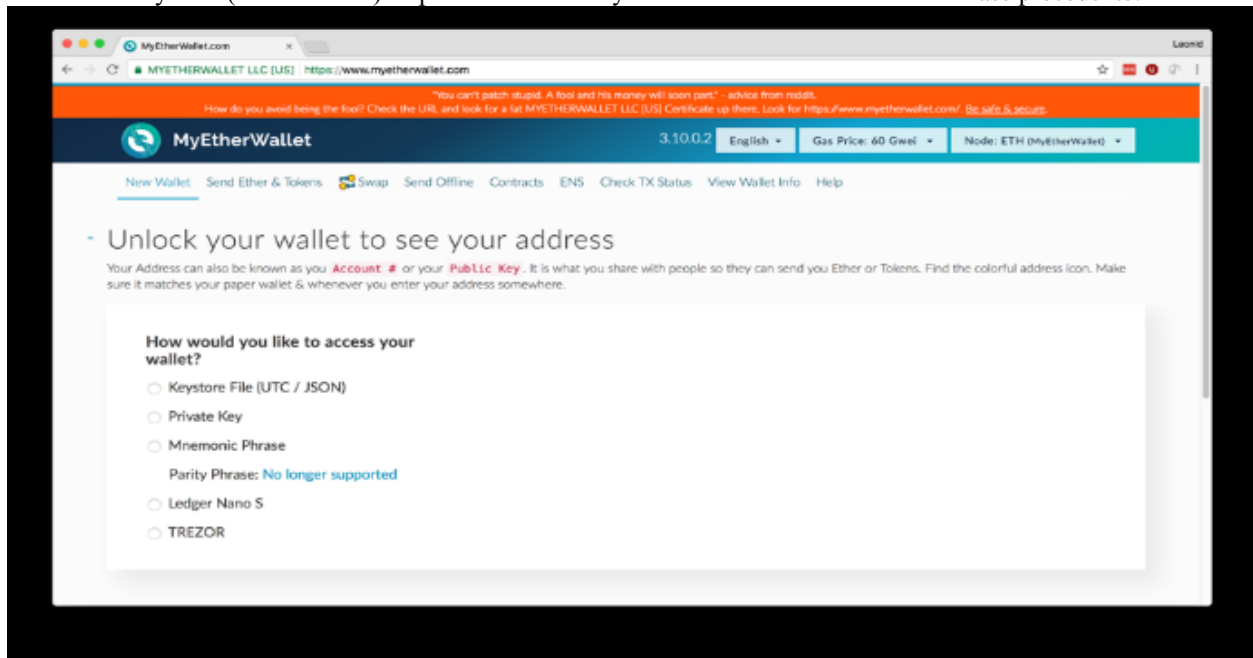 MyEtherWallet.com
Leonid
MYETHERWALLET LLC [US] https://www.myetherwallet.com
"You can't patch stupid. A fool and his money will soon part." - advice from reddit.
How do you avoid being the fool? Check the URL and look for a fat MYETHERWALLET LLC [US] Certificate up there. Look for https://www.myetherwallet.com/. Be safe & secure.
MyEtherWallet 3.10.0.2 English Gas Price: 60 Gwei Node: ETH (MyEtherWallet)
New Wallet Send Ether & Tokens Swap Send Offline Contracts ENS Check TX Status View Wallet Info Help
- Unlock your wallet to see your address
Your Address can also be known as you Account # or your Public Key. It is what you share with people so they can send you Ether or Tokens. Find the colorful address icon. Make
sure it matches your paper wallet & whenever you enter your address somewhere.
How would you like to access your
wallet?
Keystore File (UTC / JSON)
Private Key
Mnemonic Phrase
Parity Phrase: No longer supported
Ledger Nano S
TREZOR